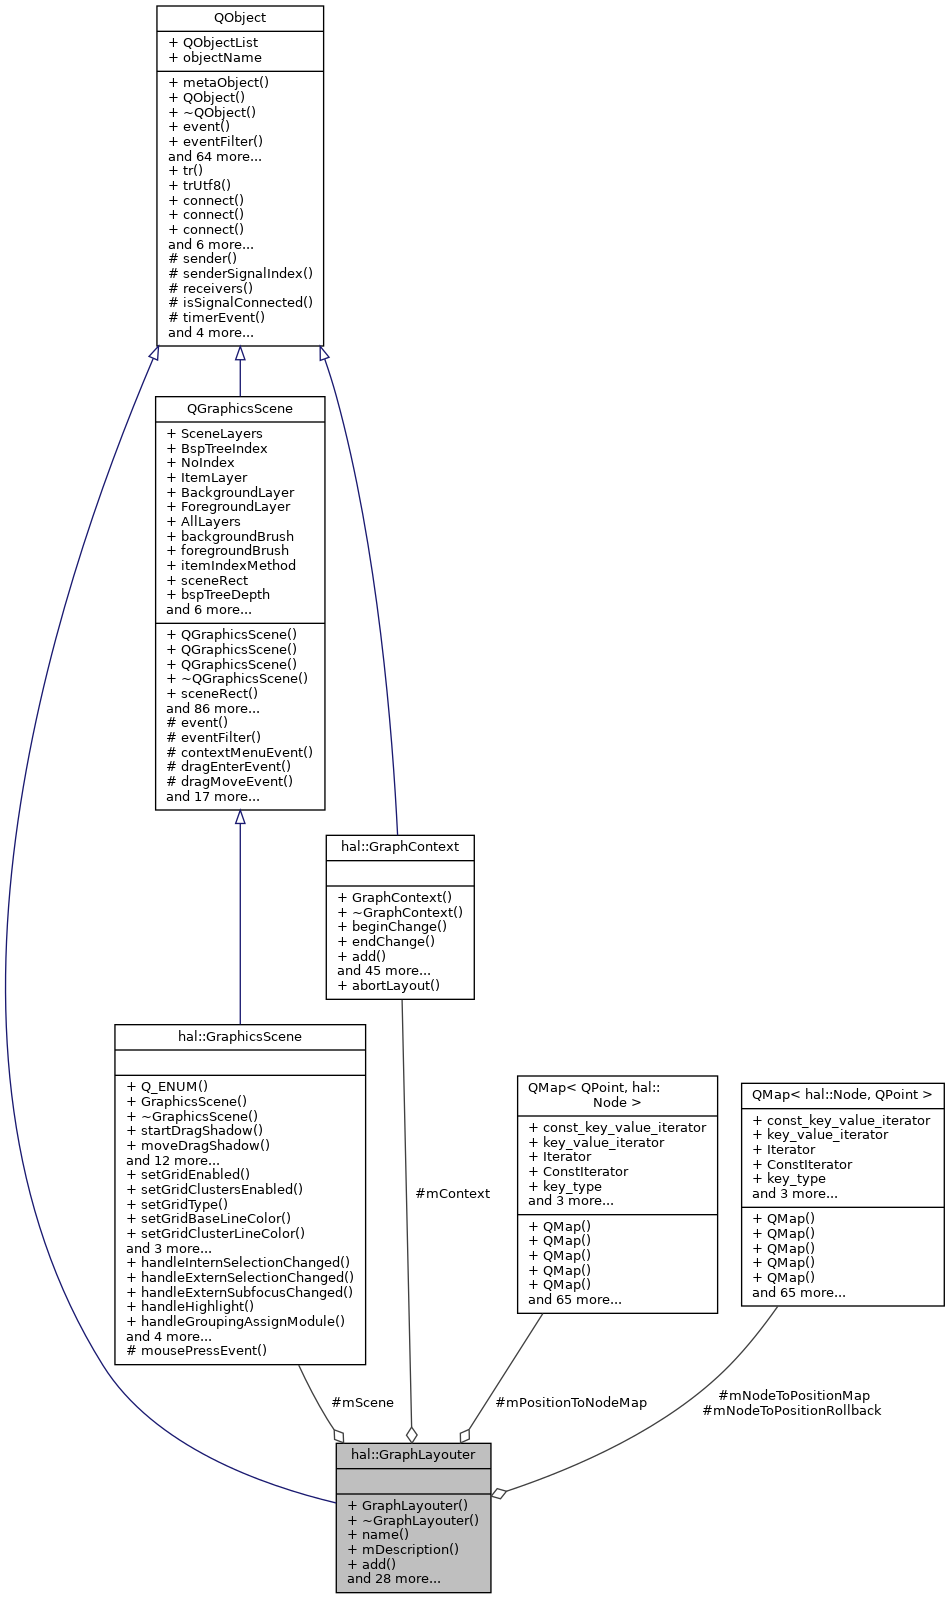 QObject
+ QObjectList
+ objectName
+ metaObject()
+ QObject()
+ ~QObject()
+ event()
+ eventFilter()
and 64 more...
+ tr()
+ trUtf8()
+ connect()
+ connect()
+ connect()
and 6 more...
# sender()
# senderSignalIndex()
# receivers()
# isSignalConnected()
# timerEvent()
and 4 more...
QGraphicsScene
+ SceneLayers
+ BspTreeIndex
+ NoIndex
+ ItemLayer
+ BackgroundLayer
+ ForegroundLayer
+ AllLayers
+ backgroundBrush
+ foregroundBrush
+ itemIndexMethod
+ sceneRect
+ bspTreeDepth
and 6 more...
+ QGraphicsScene()
+ QGraphicsScene()
+ QGraphicsScene()
+ ~QGraphicsScene()
+ sceneRect()
and 86 more...
# event()
# eventFilter()
# contextMenuEvent()
# dragEnterEvent()
# dragMoveEvent()
and 17 more...
hal::GraphContext
+ GraphContext()
+ ~GraphContext()
+ beginChange()
+ endChange()
+ add()
and 45 more...
+ abortLayout()
hal::GraphicsScene
+ Q_ENUM()
+ GraphicsScene()
+ ~GraphicsScene()
+ startDragShadow()
+ moveDragShadow()
and 12 more...
+ setGridEnabled()
+ setGridClustersEnabled()
+ setGridType()
+ setGridBaseLineColor()
+ setGridClusterLineColor()
and 3 more...
+ handleInternSelectionChanged()
+ handleExternSelectionChanged()
+ handleExternSubfocusChanged()
+ handleHighlight()
+ handleGroupingAssignModule()
and 4 more...
# mousePressEvent()
QMap< QPoint, hal::
Node >
+ const_key_value_iterator
+ key_value_iterator
+ Iterator
+ ConstIterator
+ key_type
and 3 more...
+ QMap()
+ QMap()
+ QMap()
+ QMap()
+ QMap()
and 65 more...
QMap< hal::Node, QPoint >
+ const_key_value_iterator
+ key_value_iterator
+ Iterator
+ ConstIterator
+ key_type
and 3 more...
+ QMap()
+ QMap()
+ QMap()
+ QMap()
+ QMap()
and 65 more...
#mContext
#mScene
#mPositionToNodeMap
#mNodeToPositionMap
#mNodeToPositionRollback
hal::GraphLayouter
+ GraphLayouter()
+ ~GraphLayouter()
+ name()
+ mDescription()
+ add()
and 28 more...